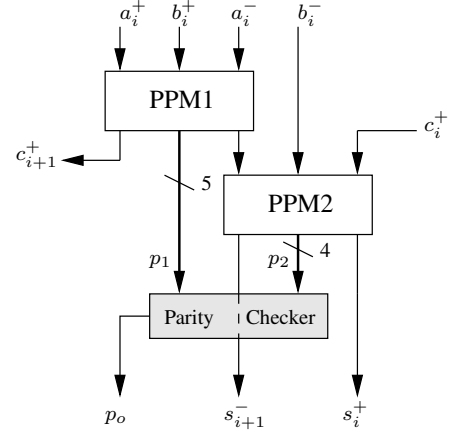 a_i^+ b_i^+ a_i^- b_i^-
PPM1
c_i^+
c_{i+1}^+
5
PPM2
4
p_1 p_2
Parity Checker
p_o s_{i+1}^- s_i^+